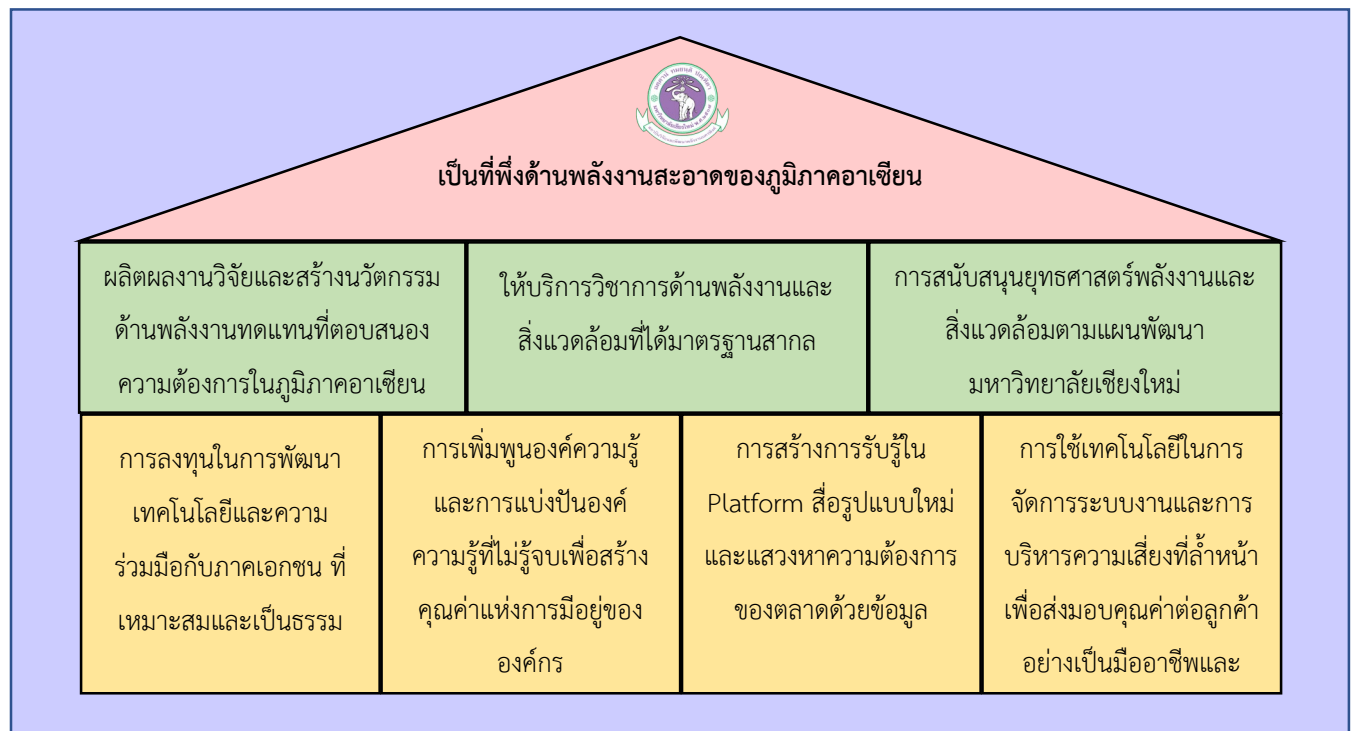 เป็นที่พึ่งด้านพลังงานสะอาดของภูมิภาคอาเซียน
ผลิตผลงานวิจัยและสร้างนวัตกรรม
ด้านพลังงานทดแทนที่ตอบสนอง
ความต้องการในภูมิภาคอาเซียน
ให้บริการวิชาการด้านพลังงานและ
สิ่งแวดล้อมที่ได้มาตรฐานสากล
การสนับสนุนยุทธศาสตร์พลังงานและ
สิ่งแวดล้อมตามแผนพัฒนา
มหาวิทยาลัยเชียงใหม่
การลงทุนในการพัฒนา
เทคโนโลยีและความ
ร่วมมือกับภาคเอกชน ที่
เหมาะสมและเป็นธรรม
การเพิ่มพูนองค์ความรู้
และการแบ่งปันองค์
ความรู้ที่ไม่รู้จบเพื่อสร้าง
คุณค่าแห่งการมีอยู่ของ
องค์กร
การสร้างการรับรู้ใน
Platform สื่อรูปแบบใหม่
และแสวงหาความต้องการ
ของตลาดด้วยข้อมูล
การใช้เทคโนโลยีในการ
จัดการระบบงานและการ
บริหารความเสี่ยงที่ล้ำหน้า
เพื่อส่งมอบคุณค่าต่อลูกค้า
อย่างเป็นมืออาชีพและ